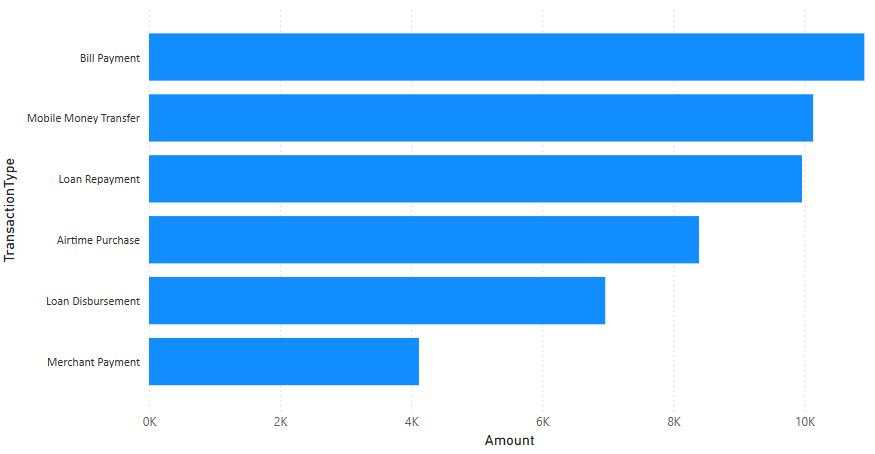 TransactionType
Bill Payment
Mobile Money Transfer
Loan Repayment
Airtime Purchase
Loan Disbursement
Merchant Payment
0K 2K 4K 6K 8K 10K
Amount